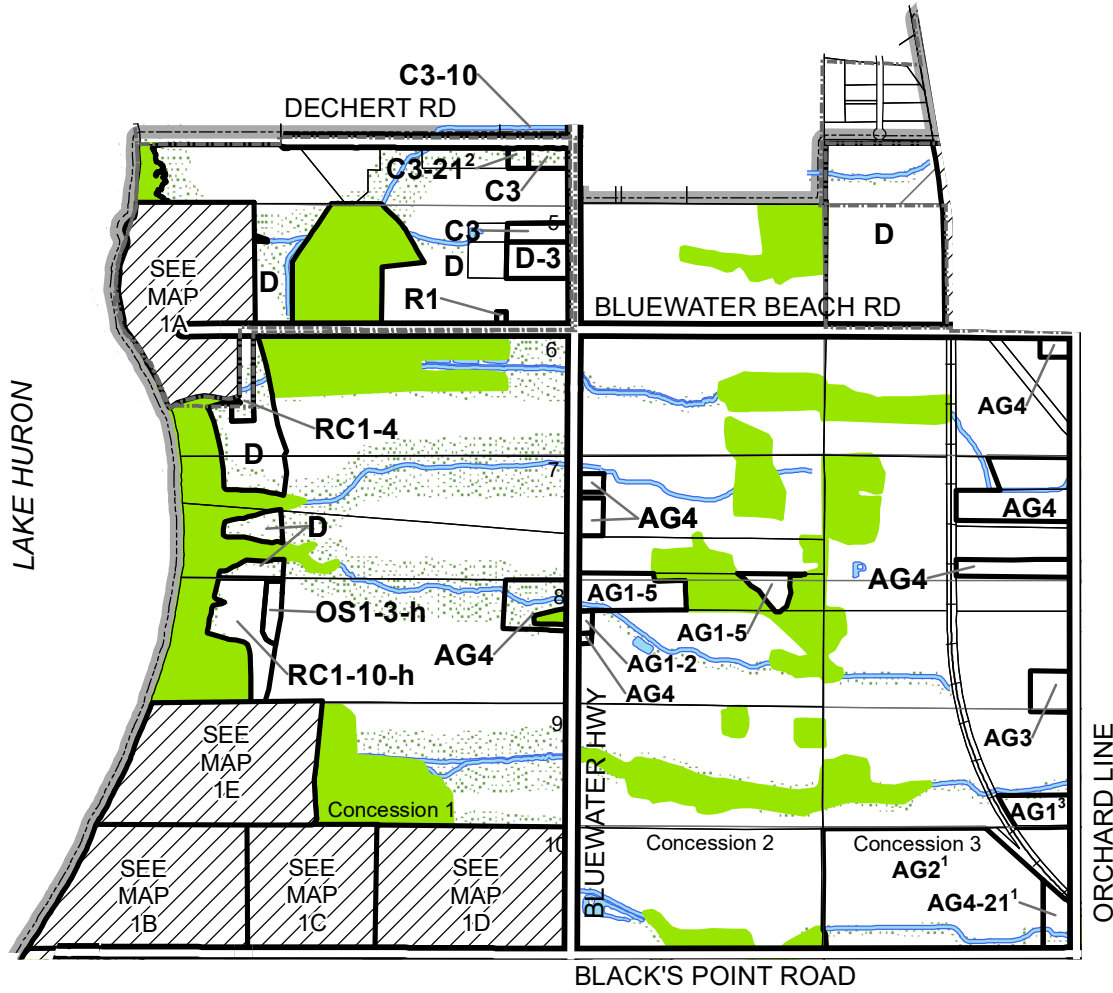 C3-10
DECHERT RD
C3-21²
C3
C3
5
D
D-3
D
D
SEE
MAP
1A
R1
BLUEWATER BEACH RD
6
AG4
LAKE HURON
RC1-4
D
7
AG4
AG4
D
AG4
8
AG1-5
OS1-3-h
AG1-5
AG4
AG1-2
RC1-10-h
AG4
9
SEE
MAP
1E
AG3
BLUEWATER HWY
ORCHARD LINE
Concession 1
AG1³
10
Concession 2
Concession 3
AG2¹
SEE
MAP
1B
SEE
MAP
1C
SEE
MAP
1D
AG4-21¹
BLACK'S POINT ROAD